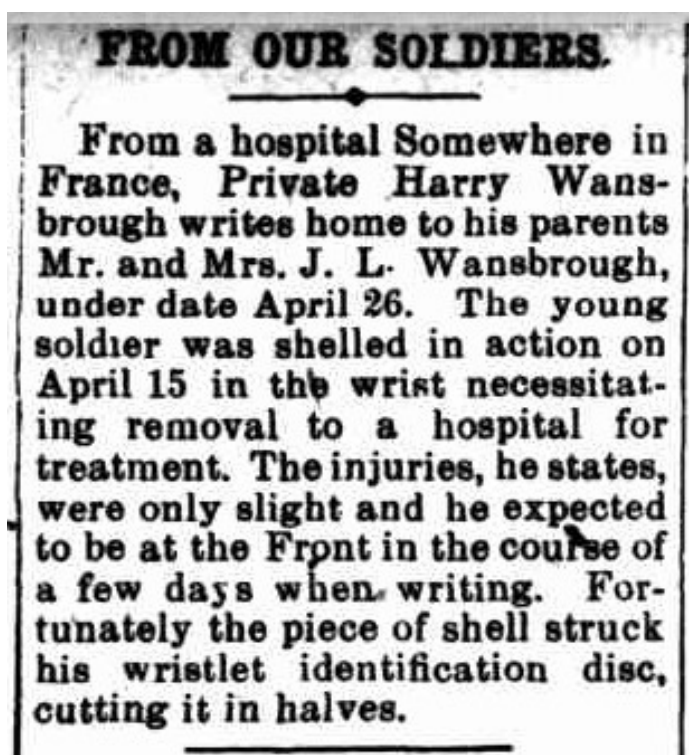 FROM OUR SOLDIERS.
From a hospital Somewhere in
France, Private Harry Wans-
brough writes home to his parents
Mr. and Mrs. J. L. Wansbrough,
under date April 26. The young
soldier was shelled in action on
April 15 in the wrist necessitat-
ing removal to a hospital for
treatment. The injuries, he states,
were only slight and he expected
to be at the Front in the course of
a few days when writing. For-
tunately the piece of shell struck
his wristlet identification disc,
cutting it in halves.